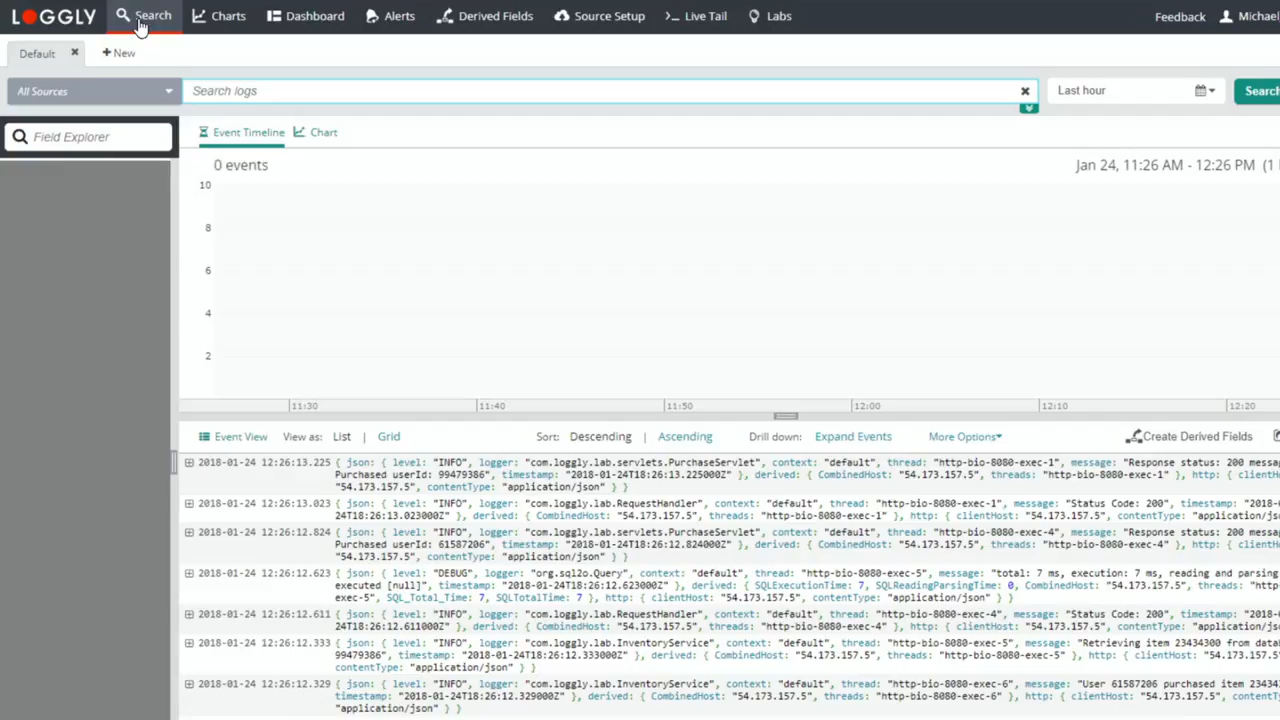 LOGGLY Search Charts Dashboard Alerts Derived Fields Source Setup Live Tail Labs Feedback Michael
Default × + New
All Sources Search logs × Last hour Search
Field Explorer
Event Timeline Chart
0 events Jan 24, 11:26 AM - 12:26 PM (1
10
8
6
4
2
11:30 11:40 11:50 12:00 12:10 12:20
Event View View as: List | Grid Sort: Descending | Ascending Drill down: Expand Events More Options Create Derived Fields
2018-01-24 12:26:13.225 { json: { level: "INFO", logger: "com.loggly.lab.servlets.PurchaseServlet", context: "default", thread: "http-bio-8080-exec-1", message: "Response status: 200 message
Purchased userId: 99479386", timestamp: "2018-01-24T18:26:13.225000Z" }, derived: { CombinedHost: "54.173.157.5", threads: "http-bio-8080-exec-1" }, http: { clientHo
"54.173.157.5", contentType: "application/json" } }
2018-01-24 12:26:13.023 { json: { level: "INFO", logger: "com.loggly.lab.RequestHandler", context: "default", thread: "http-bio-8080-exec-1", message: "Status Code: 200", timestamp: "2018-
24T18:26:13.023000Z" }, derived: { CombinedHost: "54.173.157.5", threads: "http-bio-8080-exec-1" }, http: { clientHost: "54.173.157.5", contentType: "application/jso
2018-01-24 12:26:12.824 { json: { level: "INFO", logger: "com.loggly.lab.servlets.PurchaseServlet", context: "default", thread: "http-bio-8080-exec-4", message: "Response status: 200 message
Purchased userId: 61587206", timestamp: "2018-01-24T18:26:12.824000Z" }, derived: { CombinedHost: "54.173.157.5", threads: "http-bio-8080-exec-4" }, http: { clientHo
"54.173.157.5", contentType: "application/json" } }
2018-01-24 12:26:12.623 { json: { level: "DEBUG", logger: "org.sql2o.Query", context: "default", thread: "http-bio-8080-exec-5", message: "total: 7 ms, execution: 7 ms, reading and parsing
executed [null]", timestamp: "2018-01-24T18:26:12.623000Z" }, derived: { SQLExecutionTime: 7, SQLReadingParsingTime: 0, CombinedHost: "54.173.157.5", threads: "http-
exec-5", SQL_Total_Time: 7, SQLTotalTime: 7 }, http: { clientHost: "54.173.157.5", contentType: "application/json" } }
2018-01-24 12:26:12.611 { json: { level: "INFO", logger: "com.loggly.lab.RequestHandler", context: "default", thread: "http-bio-8080-exec-4", message: "Status Code: 200", timestamp: "2018-
24T18:26:12.611000Z" }, derived: { CombinedHost: "54.173.157.5", threads: "http-bio-8080-exec-4" }, http: { clientHost: "54.173.157.5", contentType: "application/jso
2018-01-24 12:26:12.333 { json: { level: "INFO", logger: "com.loggly.lab.InventoryService", context: "default", thread: "http-bio-8080-exec-5", message: "Retrieving item 23434300 from datab
99479386", timestamp: "2018-01-24T18:26:12.333000Z" }, derived: { CombinedHost: "54.173.157.5", threads: "http-bio-8080-exec-5" }, http: { clientHost: "54.173.157.5"
contentType: "application/json" } }
2018-01-24 12:26:12.329 { json: { level: "INFO", logger: "com.loggly.lab.InventoryService", context: "default", thread: "http-bio-8080-exec-6", message: "User 61587206 purchased item 234343
timestamp: "2018-01-24T18:26:12.329000Z" }, derived: { CombinedHost: "54.173.157.5", threads: "http-bio-8080-exec-6" }, http: { clientHost: "54.173.157.5", contentTy
"application/json" } }